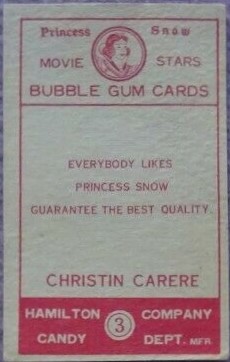 Princess Snow
MOVIE STARS
BUBBLE GUM CARDS
EVERYBODY LIKES
PRINCESS SNOW
GUARANTEE THE BEST QUALITY
CHRISTIN CARERE
HAMILTON COMPANY
3
CANDY DEPT. MFR.